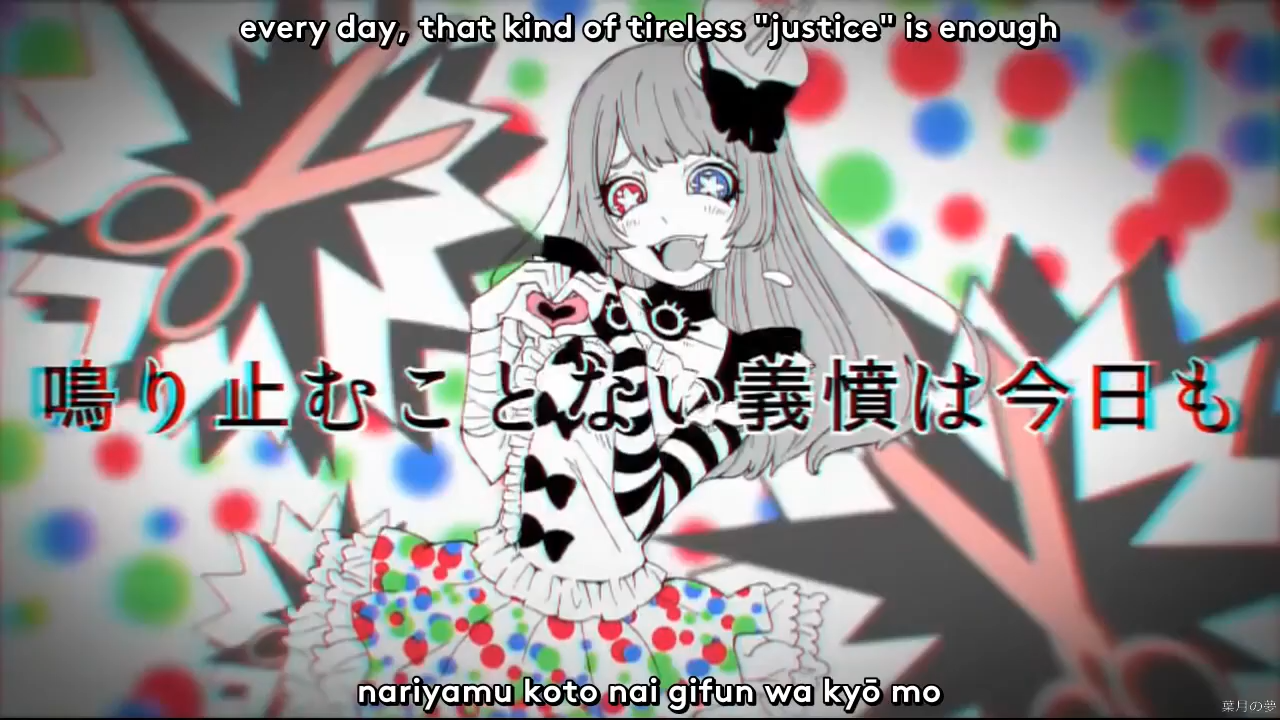 every day, that kind of tireless "justice" is enough
鳴り止むことない義憤は今日も
nariyamu koto nai gifun wa kyō mo
葉月の夢